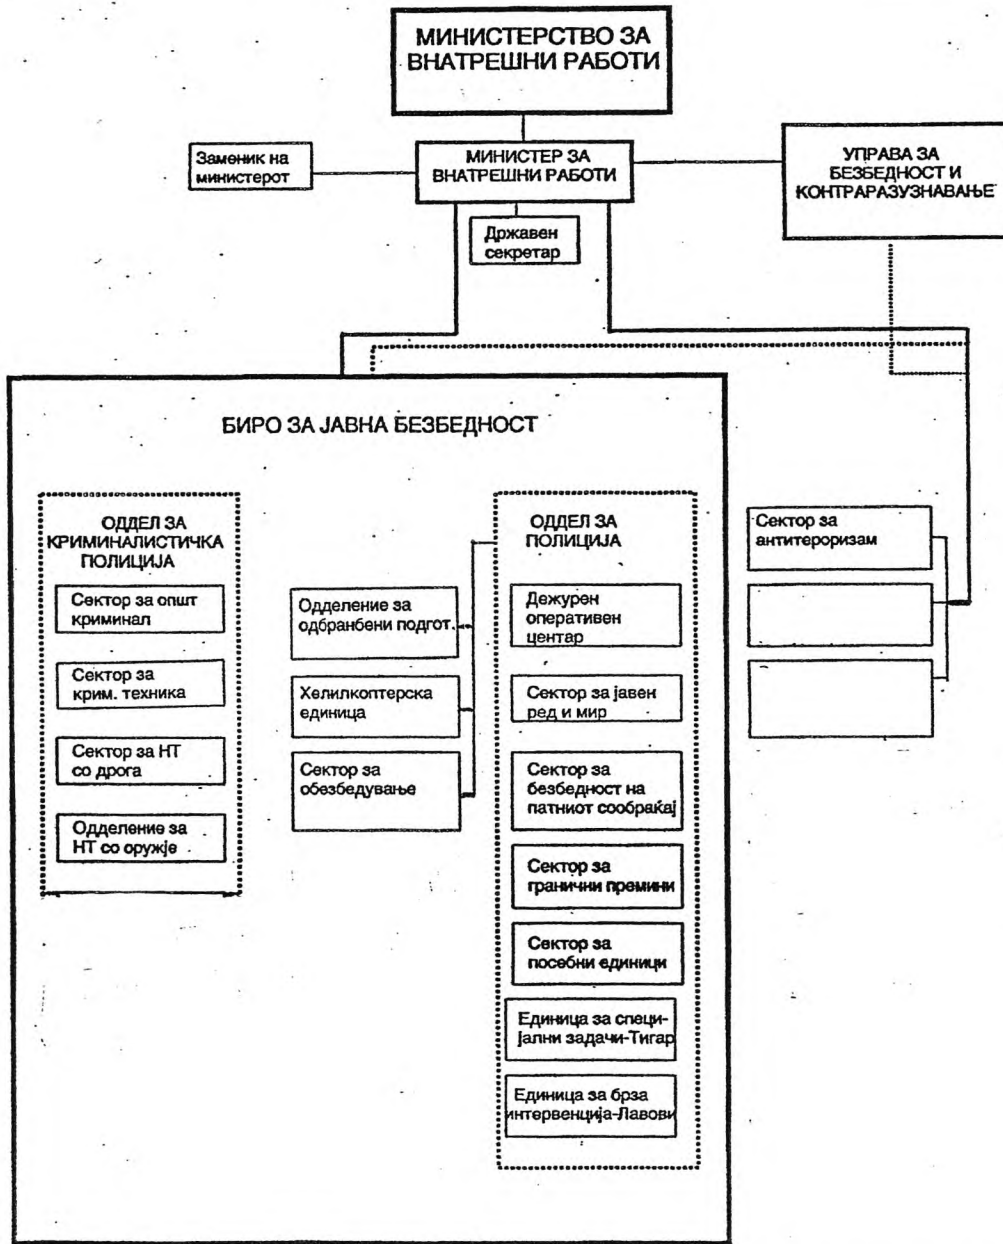 МИНИСТЕРСТВО ЗА
ВНАТРЕШНИ РАБОТИ
Заменик на
министерот
МИНИСТЕР ЗА
ВНАТРЕШНИ РАБОТИ
УПРАВА ЗА
БЕЗБЕДНОСТ И
КОНТРАРАЗУЗНАВАЊЕ
Државен
секретар
БИРО ЗА ЈАВНА БЕЗБЕДНОСТ
ОДДЕЛ ЗА
КРИМИНАЛИСТИЧКА
ПОЛИЦИЈА
Сектор за општ
криминал
Сектор за
крим. техника
Сектор за НТ
со дрога
Одделение за
НТ со оружје
Одделение за
одбранбени подгот.
Хелилкоптерска
единица
Сектор за
обезбедување
ОДДЕЛ ЗА
ПОЛИЦИЈА
Дежурен
оперативен
центар
Сектор за јавен
ред и мир
Сектор за
безбедност на
патниот сообраќај
Сектор за
гранични премини
Сектор за
посебни единици
Единица за специ-
јални задачи-Тигар
Единица за брза
интервенција-Лавови
Сектор за
антитероризам